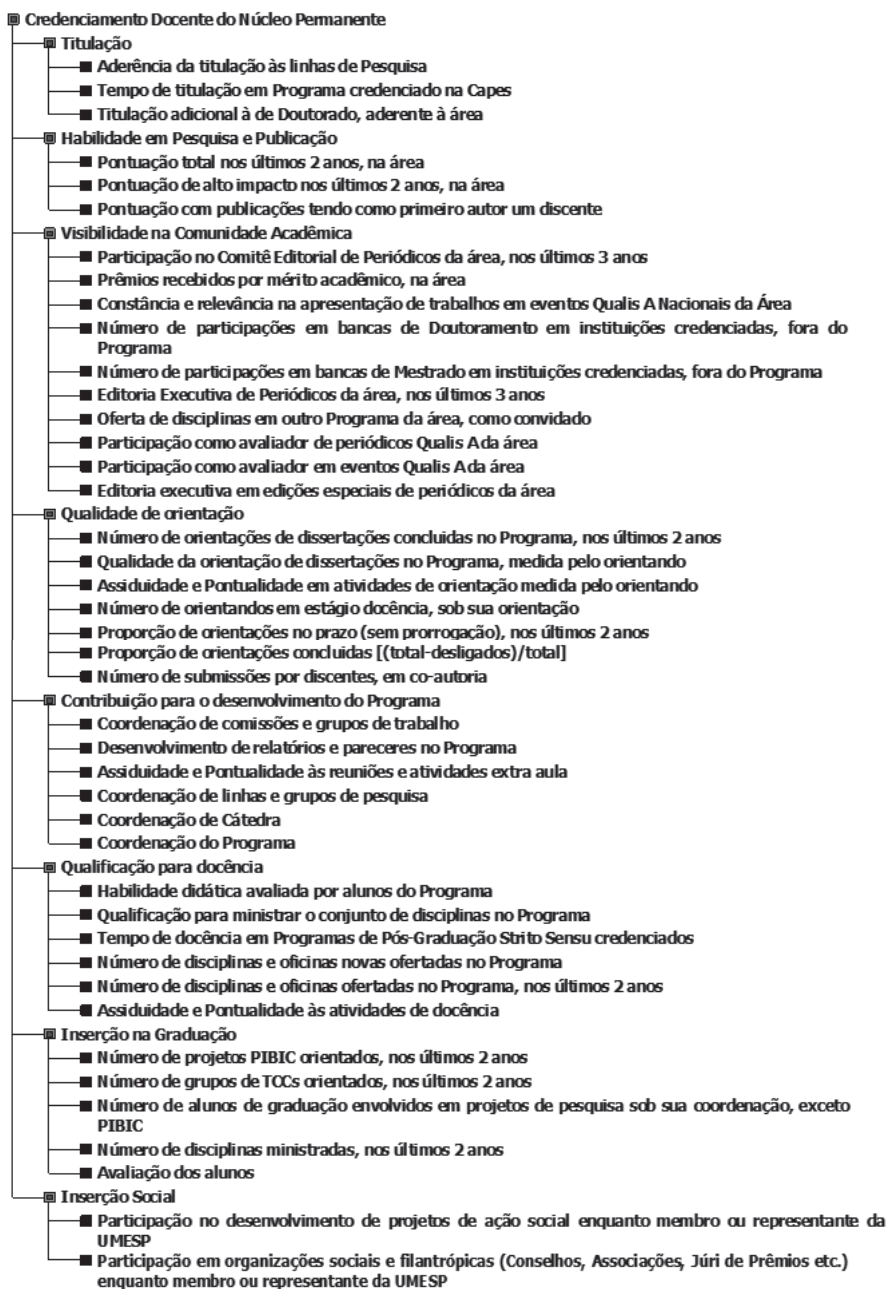 Credenciamento Docente do Núcleo Permanente
Titulação
Aderência da titulação às linhas de Pesquisa
Tempo de titulação em Programa credenciado na Capes
Titulação adicional à de Doutorado, aderente à área
Habilidade em Pesquisa e Publicação
Pontuação total nos últimos 2 anos, na área
Pontuação de alto impacto nos últimos 2 anos, na área
Pontuação com publicações tendo como primeiro autor um discente
Visibilidade na Comunidade Acadêmica
Participação no Comitê Editorial de Periódicos da área, nos últimos 3 anos
Prêmios recebidos por mérito acadêmico, na área
Constância e relevância na apresentação de trabalhos em eventos Qualis A Nacionais da Área
Número de participações em bancas de Doutoramento em instituições credenciadas, fora do
Programa
Número de participações em bancas de Mestrado em instituições credenciadas, fora do Programa
Editoria Executiva de Periódicos da área, nos últimos 3 anos
Oferta de disciplinas em outro Programa da área, como convidado
Participação como avaliador de periódicos Qualis A da área
Participação como avaliador em eventos Qualis A da área
Editoria executiva em edições especiais de periódicos da área
Qualidade de orientação
Número de orientações de dissertações concluidas no Programa, nos últimos 2 anos
Qualidade da orientação de dissertações no Programa, medida pelo orientando
Assiduidade e Pontualidade em atividades de orientação medida pelo orientando
Número de orientandos em estágio docência, sob sua orientação
Proporção de orientações no prazo (sem prorrogação), nos últimos 2 anos
Proporção de orientações concluidas [(total-desligados)/total]
Número de submissões por discentes, em co-autoria
Contribuição para o desenvolvimento do Programa
Coordenação de comissões e grupos de trabalho
Desenvolvimento de relatórios e pareceres no Programa
Assiduidade e Pontualidade às reuniões e atividades extra aula
Coordenação de linhas e grupos de pesquisa
Coordenação de Cátedra
Coordenação do Programa
Qualificação para docência
Habilidade didática avaliada por alunos do Programa
Qualificação para ministrar o conjunto de disciplinas no Programa
Tempo de docência em Programas de Pós-Graduação Strito Sensu credenciados
Número de disciplinas e oficinas novas ofertadas no Programa
Número de disciplinas e oficinas ofertadas no Programa, nos últimos 2 anos
Assiduidade e Pontualidade às atividades de docência
Inserção na Graduação
Número de projetos PIBIC orientados, nos últimos 2 anos
Número de grupos de TCCs orientados, nos últimos 2 anos
Número de alunos de graduação envolvidos em projetos de pesquisa sob sua coordenação, exceto
PIBIC
Número de disciplinas ministradas, nos últimos 2 anos
Avaliação dos alunos
Inserção Social
Participação no desenvolvimento de projetos de ação social enquanto membro ou representante da
UMESP
Participação em organizações sociais e filantrópicas (Conselhos, Associações, Júri de Prêmios etc.)
enquanto membro ou representante da UMESP